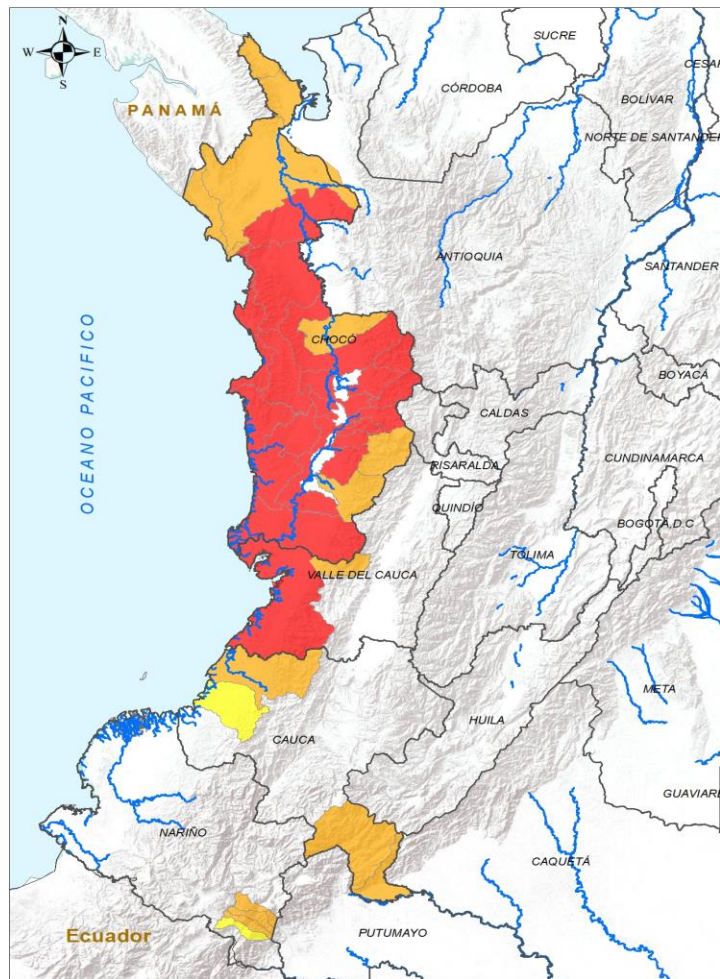 N
W
E
S
PANAMÁ
SUCRE
CESAR
CÓRDOBA
BOLÍVAR
NORTE DE SANTANDER
ANTIOQUIA
SANTANDER
OCEANO PACIFICO
CHOCÓ
BOYACÁ
CALDAS
CUNDINAMARCA
RISARALDA
QUINDÍO
BOGOTÁ D.C
TOLIMA
VALLE DEL CAUCA
META
HUILA
CAUCA
GUAVIARE
NARIÑO
CAQUETÁ
Ecuador
PUTUMAYO